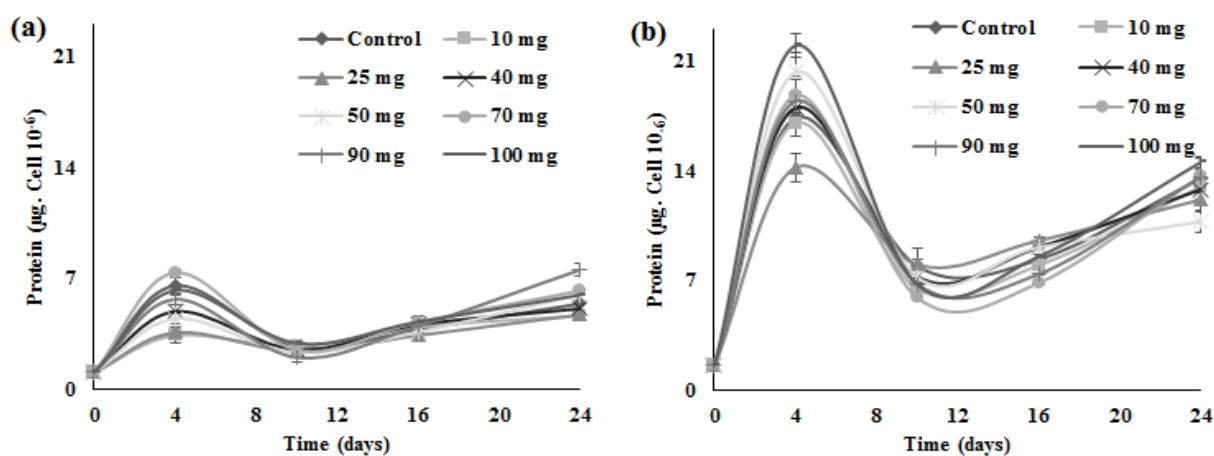 (a)
Control
10 mg
25 mg
40 mg
50 mg
70 mg
90 mg
100 mg
Protein (µg. Cell 10-6)
21
14
7
0
0 4 8 12 16 20 24
Time (days)
(b)
Control
10 mg
25 mg
40 mg
50 mg
70 mg
90 mg
100 mg
Protein (µg. Cell 10-6)
21
14
7
0
0 4 8 12 16 20 24
Time (days)